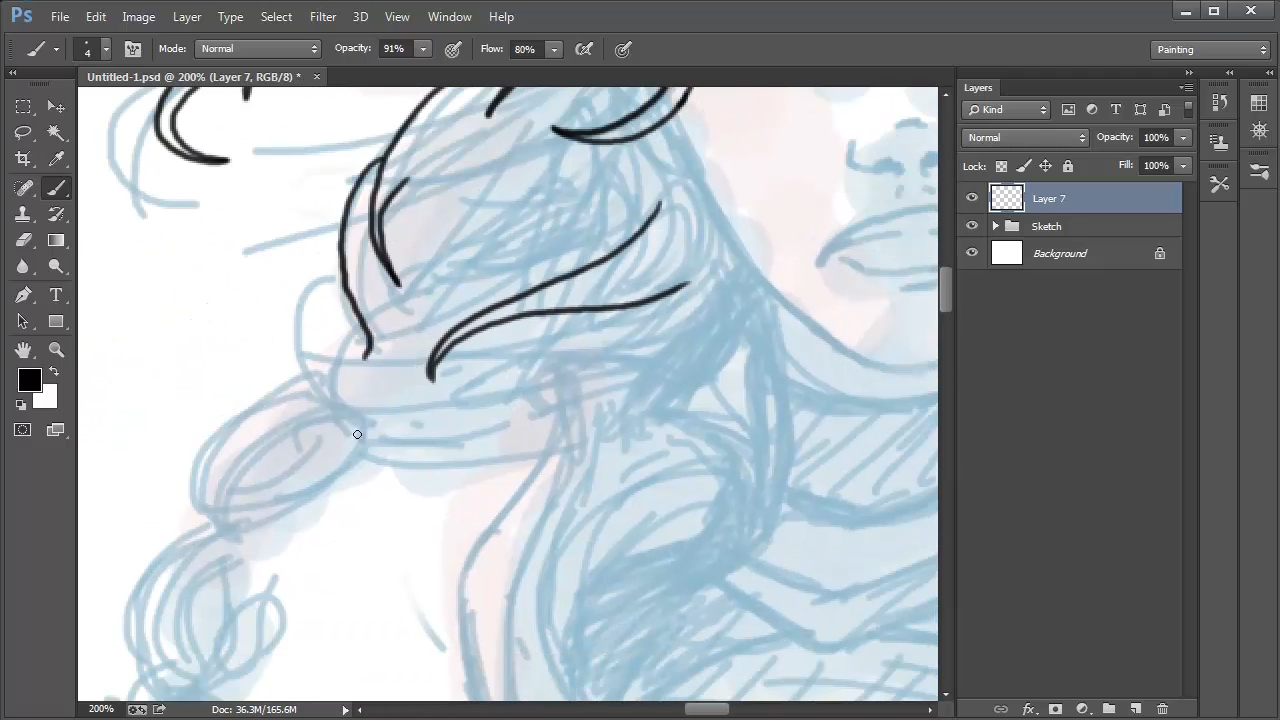 Ps File Edit Image Layer Type Select Filter 3D View Window Help
4 Mode: Normal Opacity: 91% Flow: 80% Painting
Untitled-1.psd @ 200% (Layer 7, RGB/8) * ×
Layers
Kind
Normal Opacity: 100%
Lock: Fill: 100%
Layer 7
Sketch
Background
200% Doc: 36.3M/165.6M